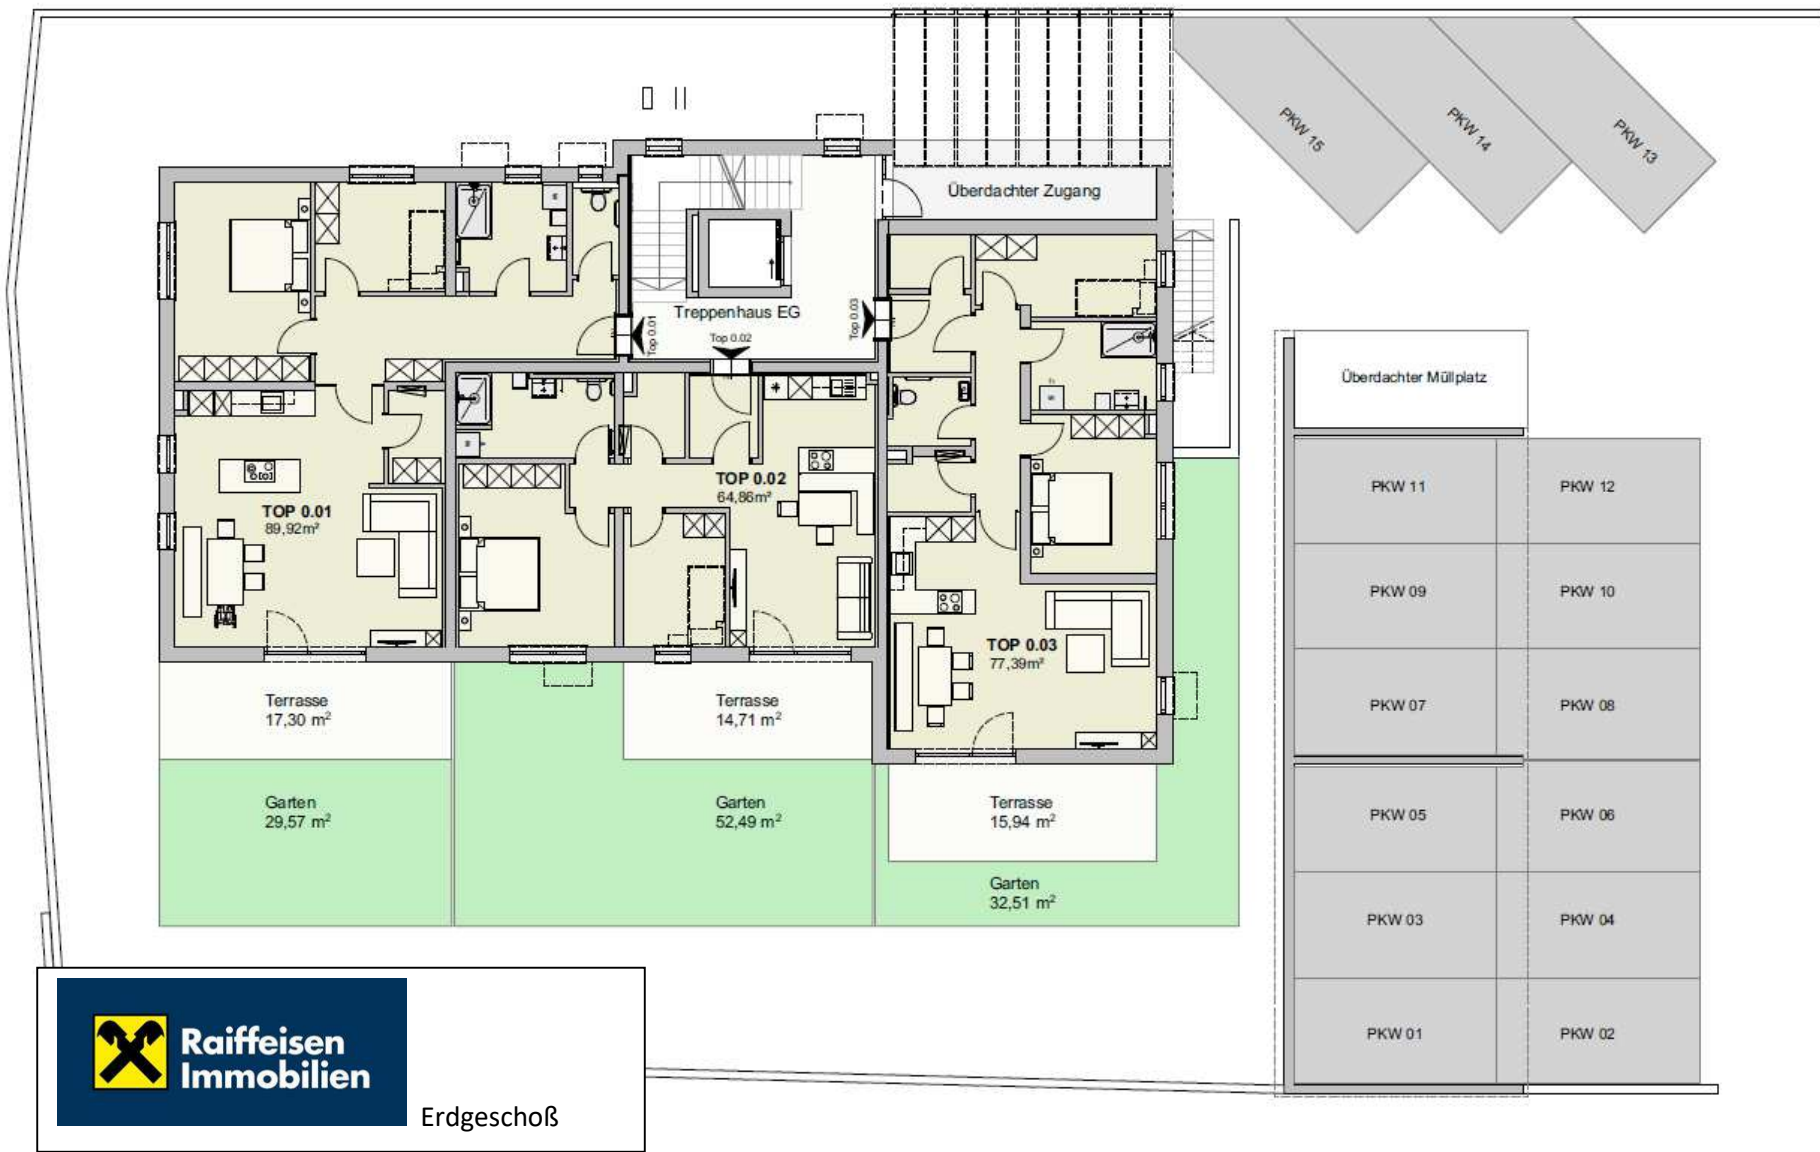 PKW 15
PKW 14
PKW 13
Überdachter Zugang
Treppenhaus EG
Top 0.01
Top 0.02
Top 0.03
Überdachter Müllplatz
TOP 0.01
89,92m²
TOP 0.02
64,86m²
TOP 0.03
77,39m²
PKW 11
PKW 12
PKW 09
PKW 10
PKW 07
PKW 08
PKW 05
PKW 06
PKW 03
PKW 04
PKW 01
PKW 02
Terrasse
17,30 m²
Terrasse
14,71 m²
Terrasse
15,94 m²
Garten
29,57 m²
Garten
52,49 m²
Garten
32,51 m²
Raiffeisen
Immobilien
Erdgeschoß